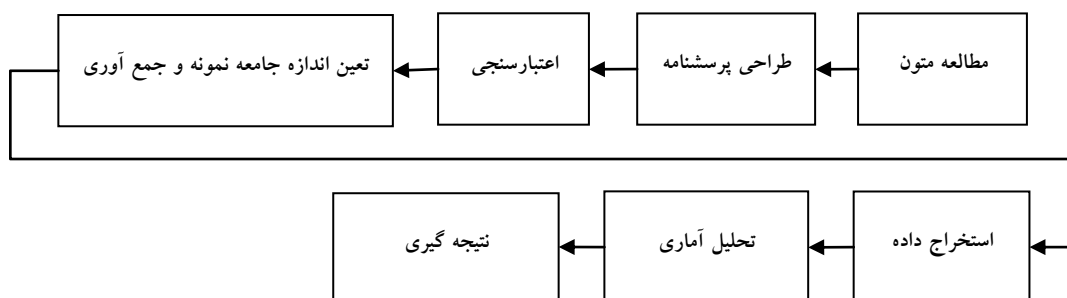 مطالعه متون
طراحی پرسشنامه
اعتبارسنجی
تعین اندازه جامعه نمونه و جمع آوری
استخراج داده
تحلیل آماری
نتیجه گیری